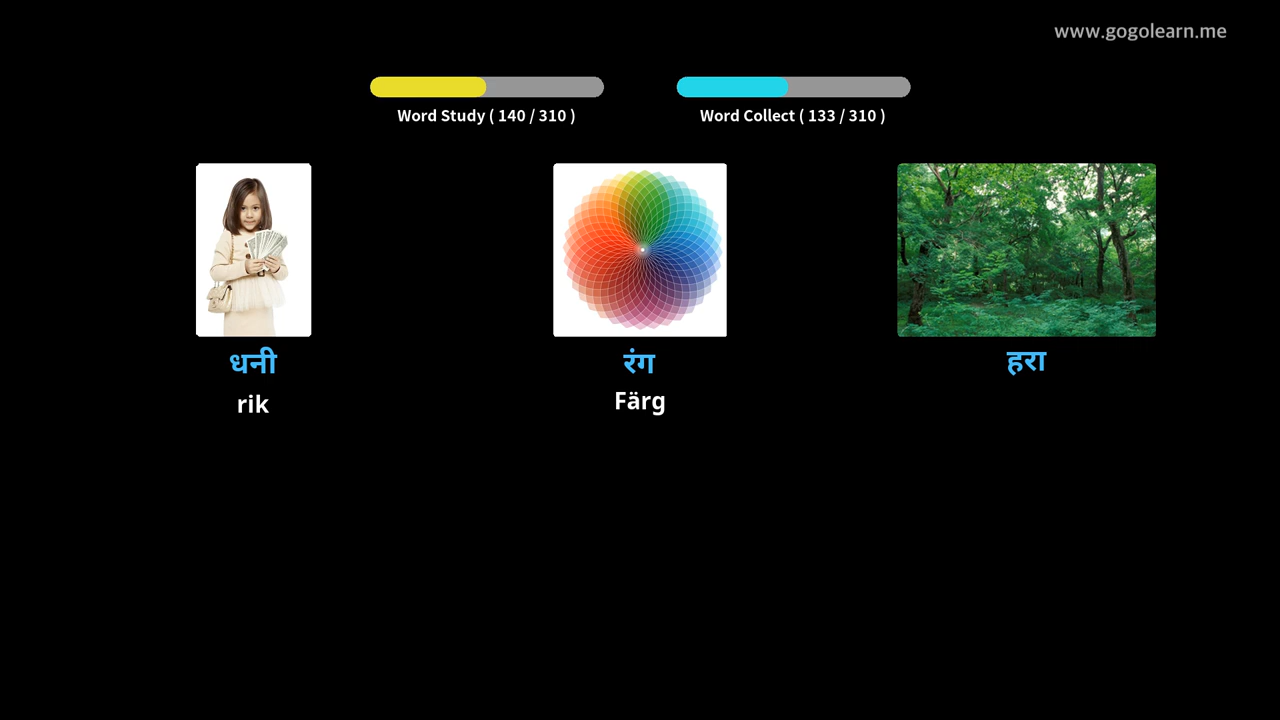 www.gogolearn.me
Word Study ( 140 / 310 )
Word Collect ( 133 / 310 )
धनी
रंग
हरा
rik
Färg